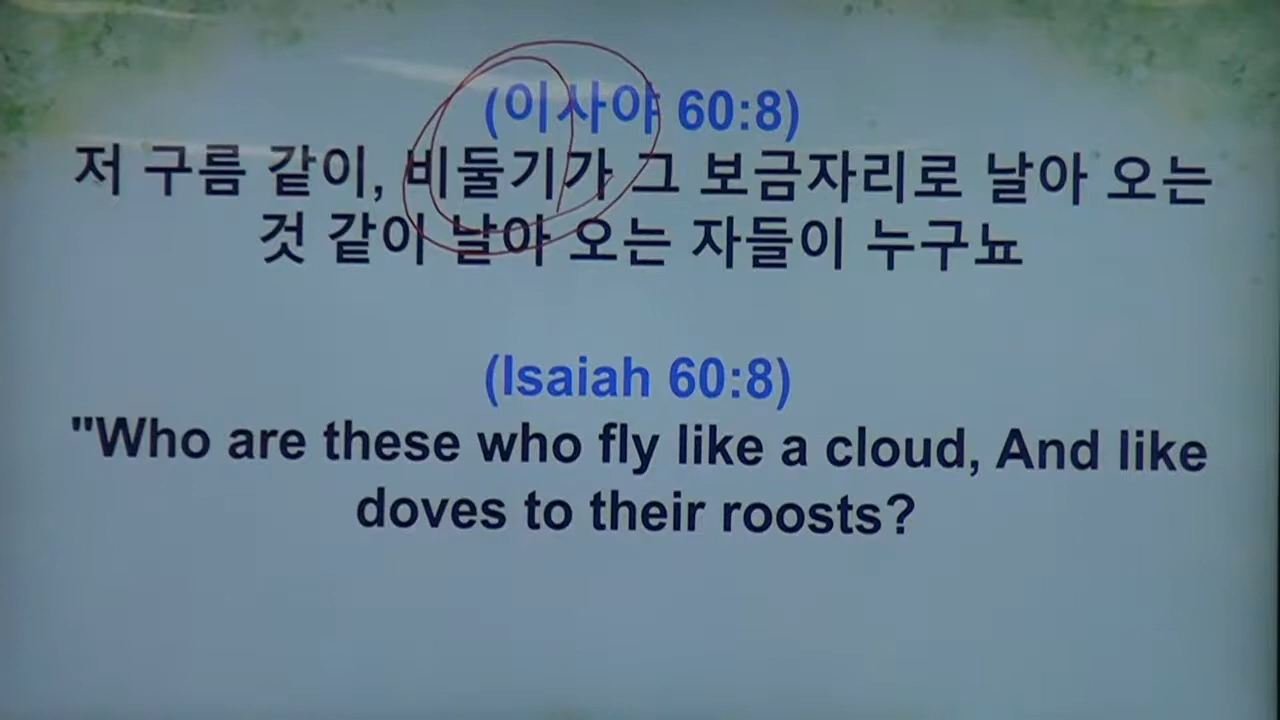 (이사야 60:8)
저 구름 같이, 비둘기가 그 보금자리로 날아 오는
것 같이 날아 오는 자들이 누구뇨
(Isaiah 60:8)
"Who are these who fly like a cloud, And like
doves to their roosts?